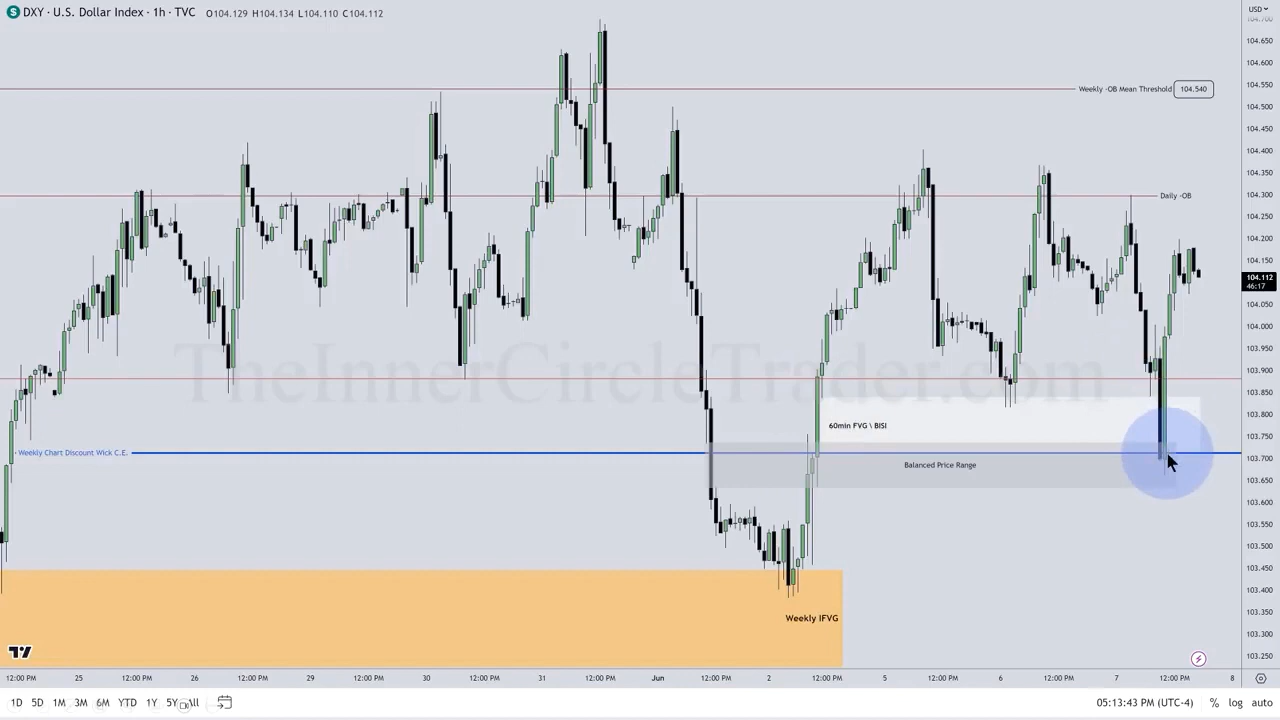 DXY · U.S. Dollar Index · 1h · TVC O104.129 H104.134 L104.110 C104.112
USD
104.700
104.650
104.600
Weekly -OB Mean Threshold 104.540
104.550
104.500
104.450
104.400
104.350
104.300
Daily -OB
104.250
104.200
104.150
104.112
46:17
104.050
104.000
103.950
TheInnerCircleTrader.com
103.900
103.850
103.800
60min FVG \ BISI
103.750
Weekly Chart Discount Wick C.E.
103.700
Balanced Price Range
103.650
103.600
103.550
103.500
103.450
103.400
Weekly IFVG
103.350
103.300
103.250
12:00 PM 25 12:00 PM 26 12:00 PM 29 12:00 PM 30 12:00 PM 31 12:00 PM Jun 12:00 PM 2 12:00 PM 5 12:00 PM 6 12:00 PM 7 12:00 PM 8
1D 5D 1M 3M 6M YTD 1Y 5Y All 05:13:43 PM (UTC-4) % log auto